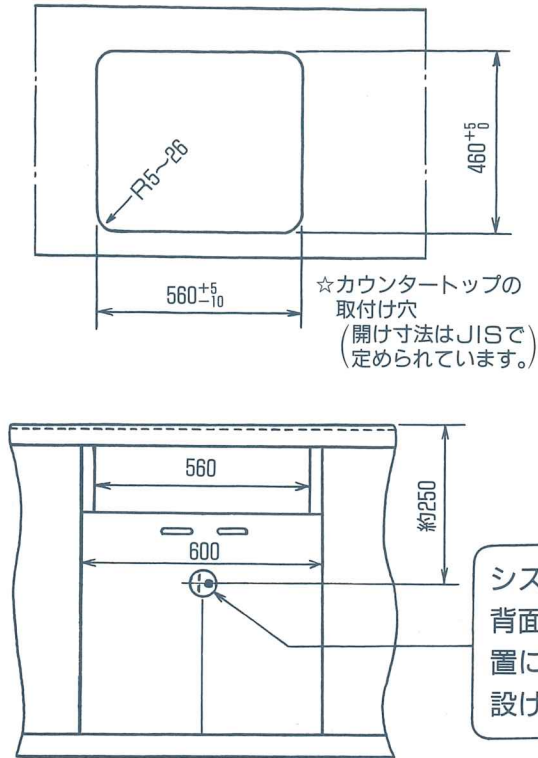 R5~26
460+5 0
560+5 -10
☆カウンタートップの
取付け穴
(開け寸法はJISで
定められています。)
560
約250
600
シス
背面
置に
設け